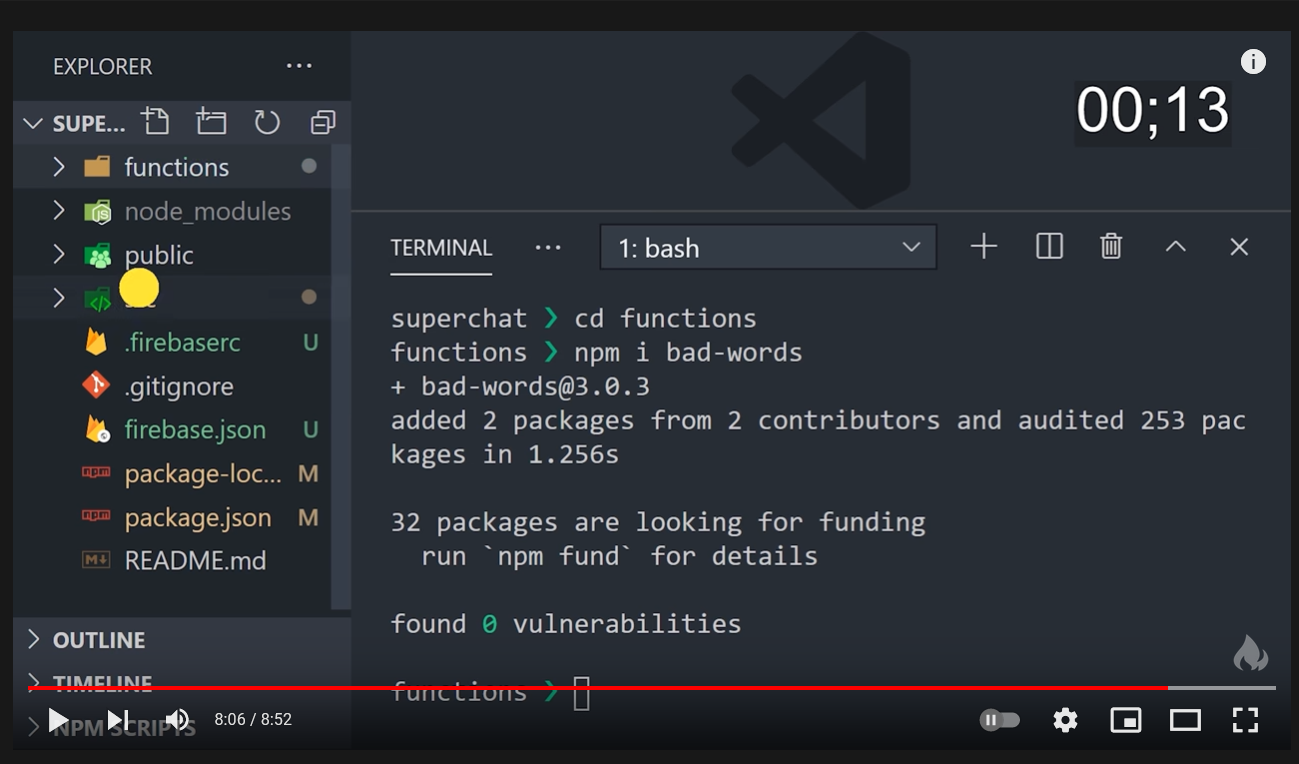 EXPLORER
SUPE...
functions
node_modules
public
.firebaserc U
.gitignore
firebase.json U
package-loc... M
package.json M
README.md
OUTLINE
TIMELINE
NPM SCRIPTS
00;13
TERMINAL
1: bash
superchat ❯ cd functions
functions ❯ npm i bad-words
+ bad-words@3.0.3
added 2 packages from 2 contributors and audited 253 pac
kages in 1.256s
32 packages are looking for funding
run `npm fund` for details
found 0 vulnerabilities
functions ❯
8:06 / 8:52